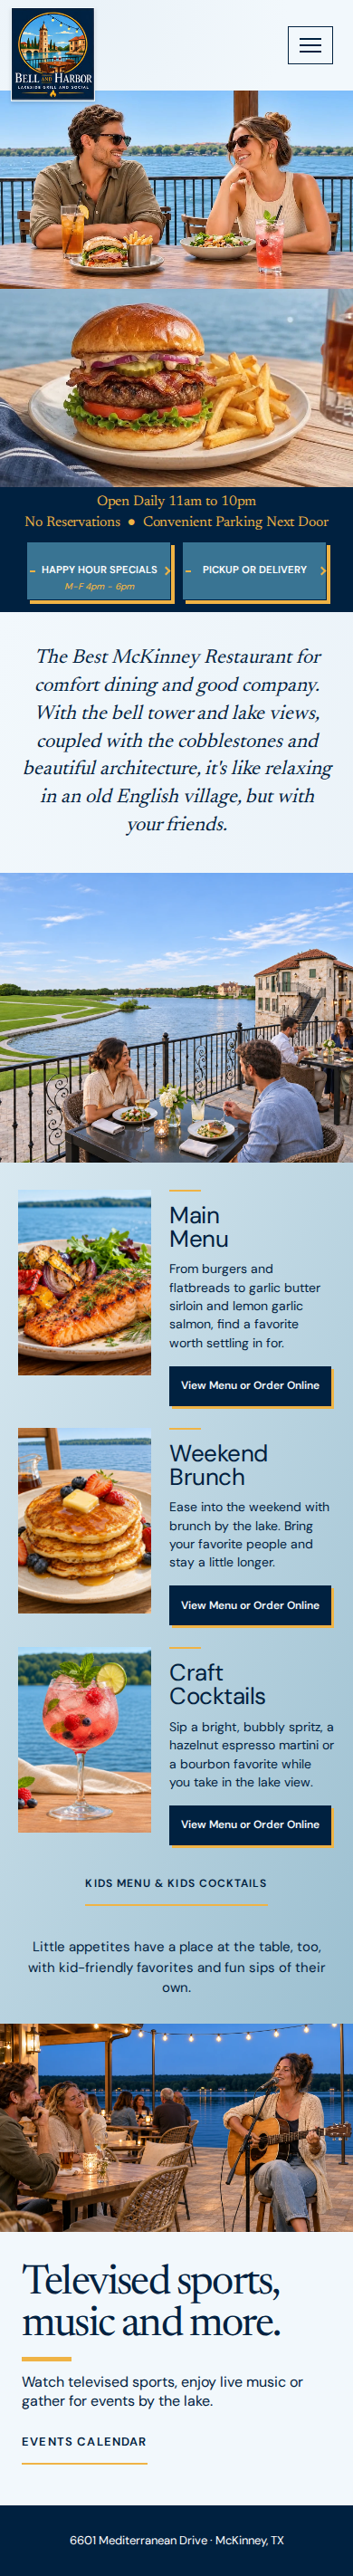 BELL AND HARBOR
LAKESIDE GRILL AND SOCIAL
Open Daily 11am to 10pm
No Reservations ● Convenient Parking Next Door
HAPPY HOUR SPECIALS
M-F 4pm - 6pm
PICKUP OR DELIVERY
The Best McKinney Restaurant for
comfort dining and good company.
With the bell tower and lake views,
coupled with the cobblestones and
beautiful architecture, it's like relaxing
in an old English village, but with
your friends.
Main
Menu
From burgers and
flatbreads to garlic butter
sirloin and lemon garlic
salmon, find a favorite
worth settling in for.
View Menu or Order Online
Weekend
Brunch
Ease into the weekend with
brunch by the lake. Bring
your favorite people and
stay a little longer.
View Menu or Order Online
Craft
Cocktails
Sip a bright, bubbly spritz, a
hazelnut espresso martini or
a bourbon favorite while
you take in the lake view.
View Menu or Order Online
KIDS MENU & KIDS COCKTAILS
Little appetites have a place at the table, too,
with kid-friendly favorites and fun sips of their
own.
Televised sports,
music and more.
Watch televised sports, enjoy live music or
gather for events by the lake.
EVENTS CALENDAR
6601 Mediterranean Drive · McKinney, TX